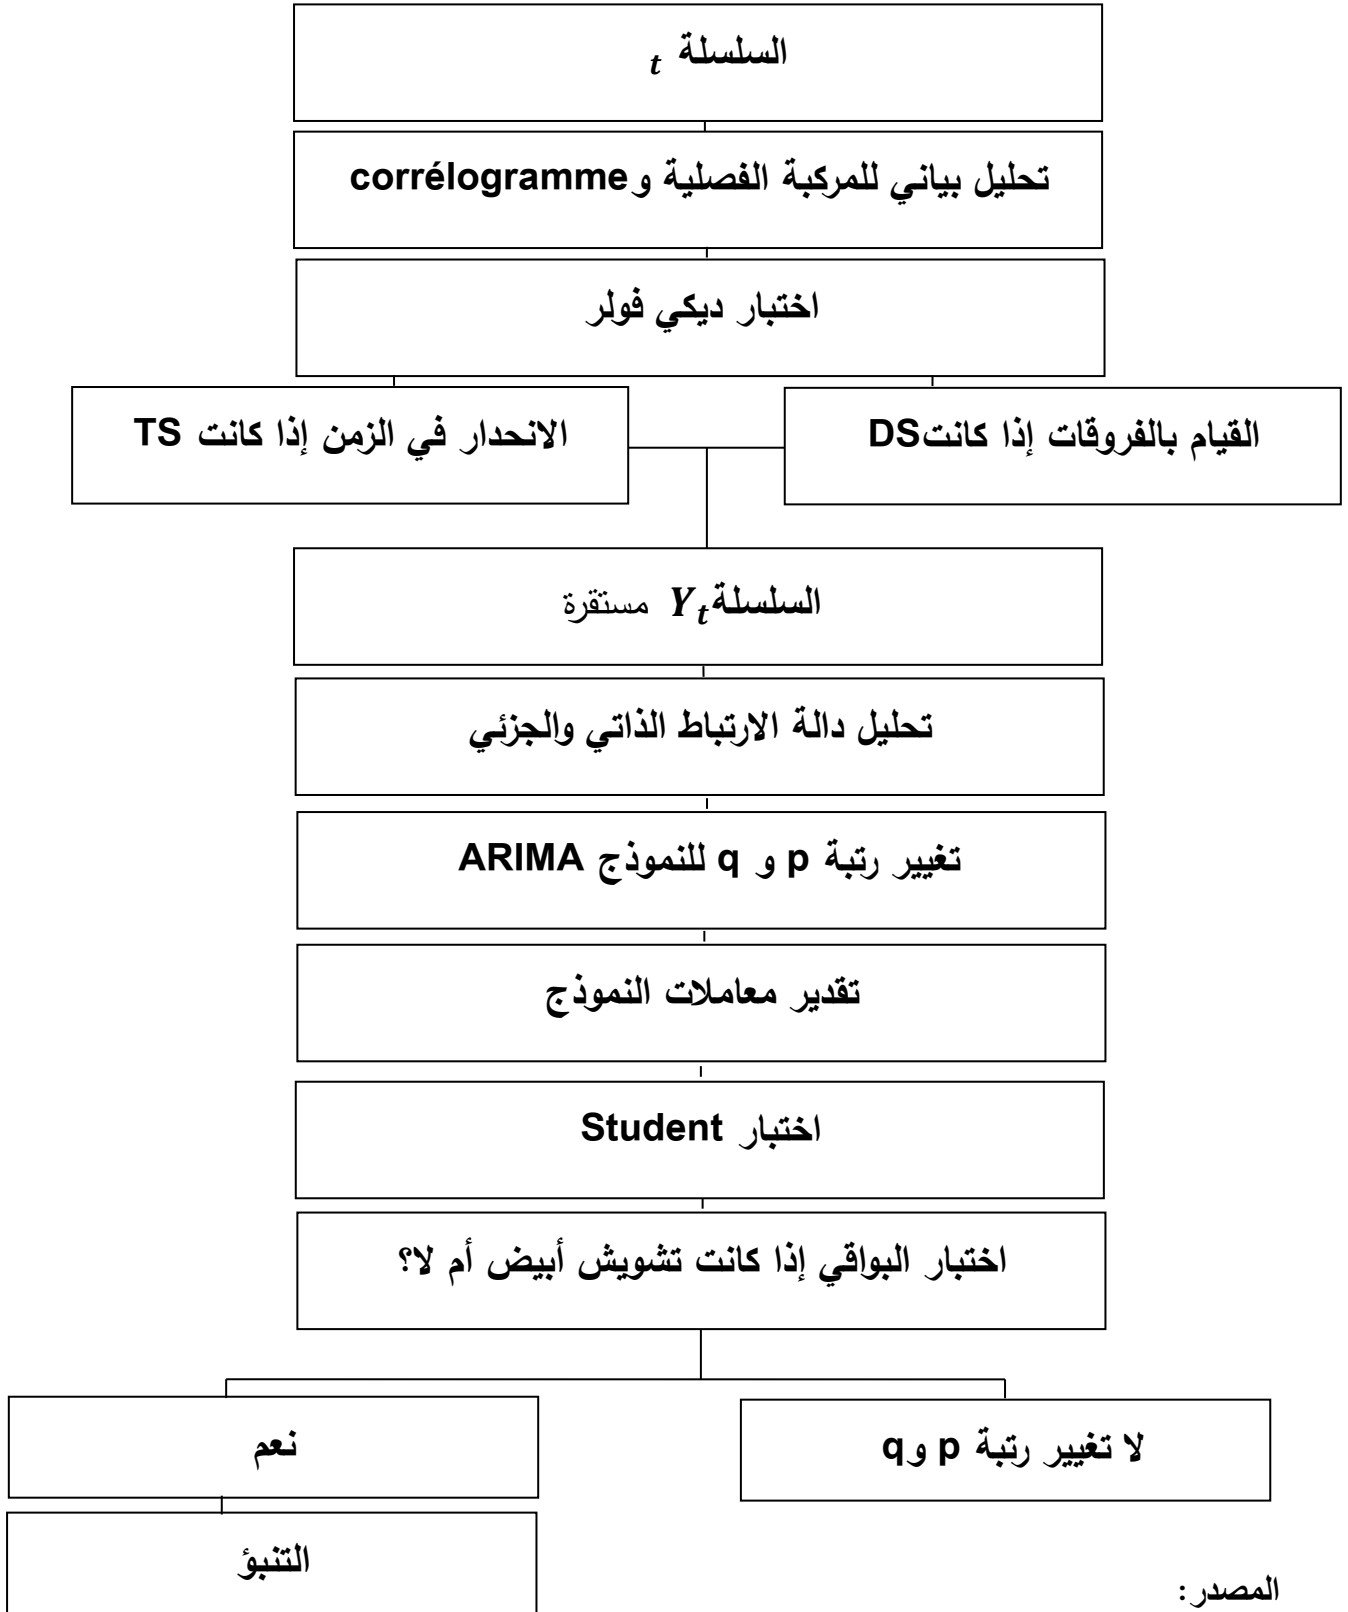 السلسلة t
تحليل بياني للمركبة الفصلية وcorrélogramme
اختبار ديكي فولر
القيام بالفروقات إذا كانتDS
الانحدار في الزمن إذا كانت TS
السلسلةYt مستقرة
تحليل دالة الارتباط الذاتي والجزئي
تغيير رتبة p و q للنموذج ARIMA
تقدير معاملات النموذج
اختبار Student
اختبار البواقي إذا كانت تشويش أبيض أم لا؟
لا تغيير رتبة p وq
نعم
التنبؤ
المصدر: